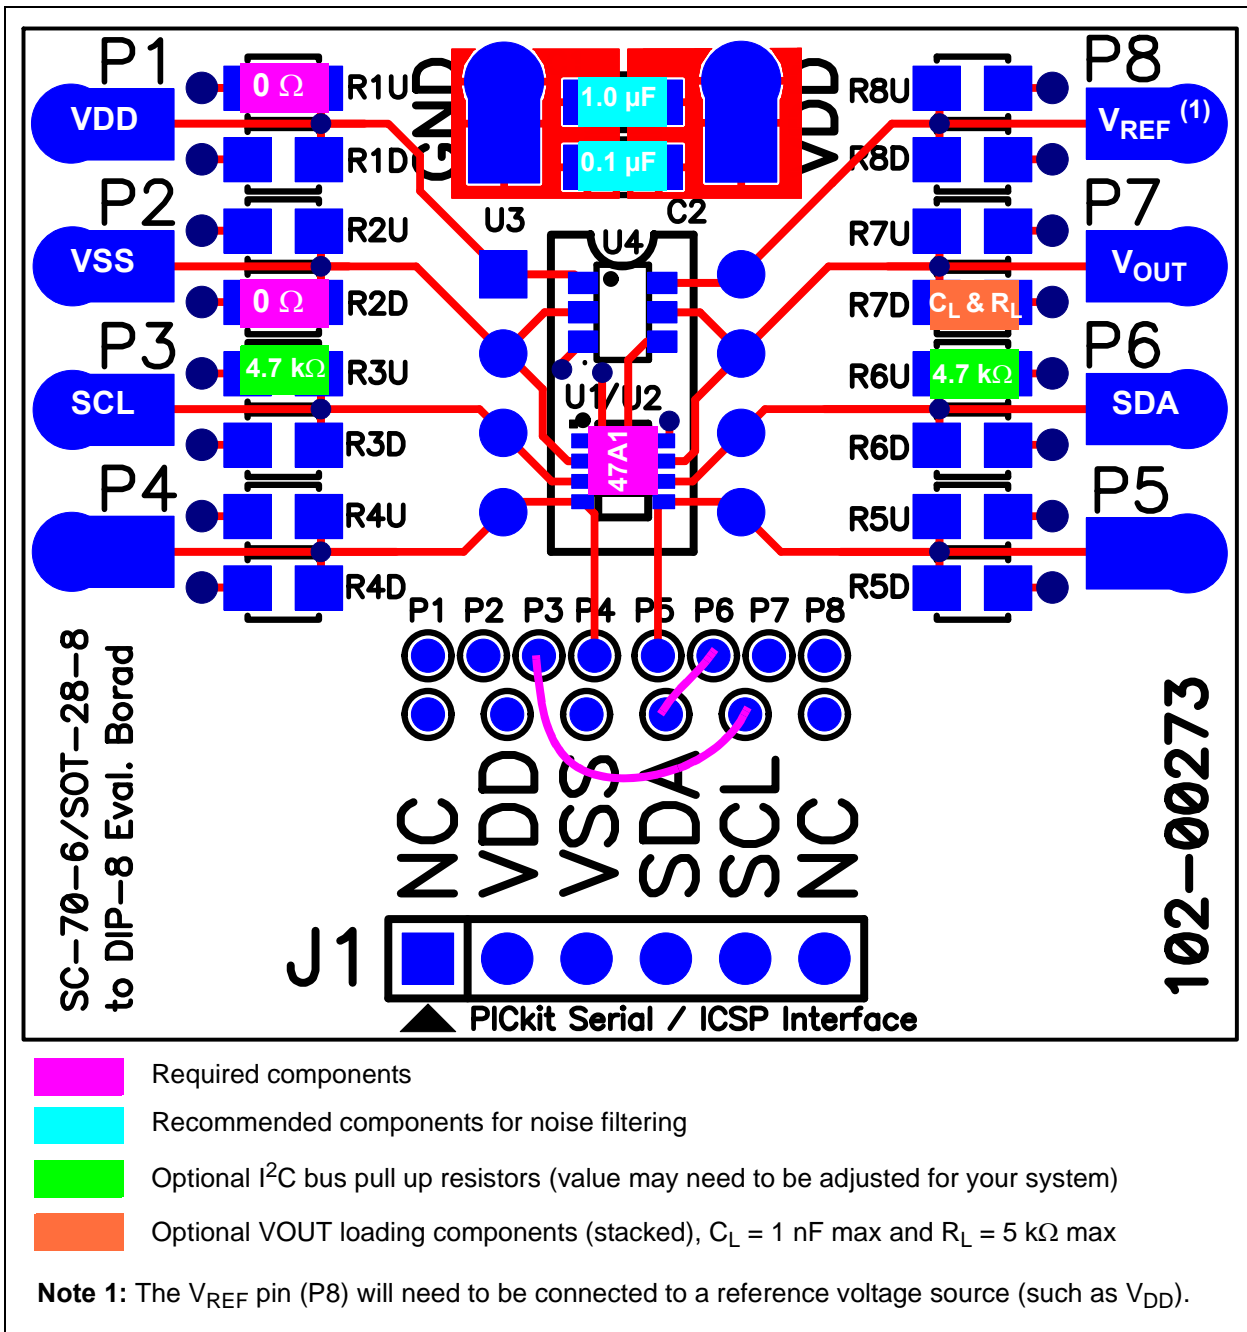 P1
VDD
0 Ω
R1U
R1D
GND
1.0 µF
0.1 µF
VDD
R8U
R8D
P8
VREF (1)
P2
VSS
R2U
0 Ω
R2D
U3
C2
U4
R7U
CL & RL
R7D
P7
VOUT
P3
SCL
4.7 kΩ
R3U
R3D
U1/U2
47A1
R6U
4.7 kΩ
R6D
P6
SDA
P4
R4U
R4D
R5U
R5D
P5
P1 P2 P3 P4 P5 P6 P7 P8
NC VDD VSS SDA SCL NC
SC-70-6/SOT-28-8
to DIP-8 Eval. Borad
102-00273
J1
PICkit Serial / ICSP Interface
Required components
Recommended components for noise filtering
Optional I²C bus pull up resistors (value may need to be adjusted for your system)
Optional VOUT loading components (stacked), CL = 1 nF max and RL = 5 kΩ max
Note 1: The VREF pin (P8) will need to be connected to a reference voltage source (such as VDD).